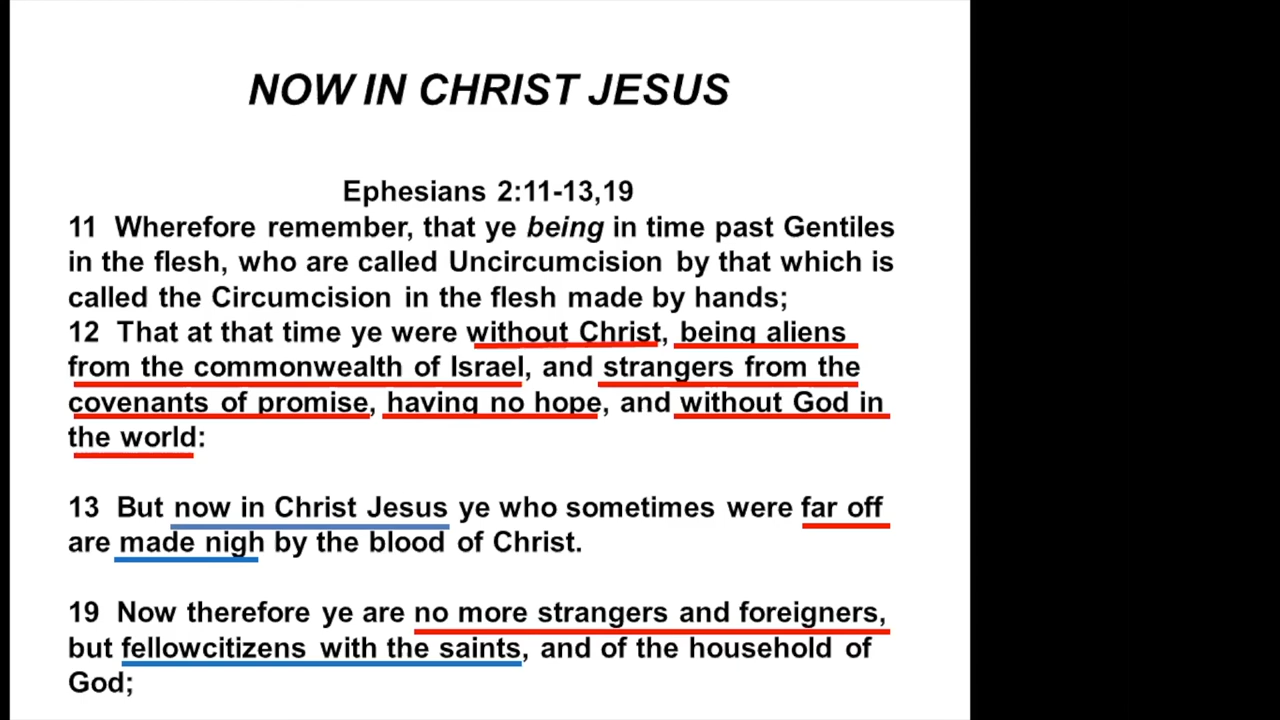 NOW IN CHRIST JESUS
Ephesians 2:11-13,19
11 Wherefore remember, that ye being in time past Gentiles
in the flesh, who are called Uncircumcision by that which is
called the Circumcision in the flesh made by hands;
12 That at that time ye were without Christ, being aliens
from the commonwealth of Israel, and strangers from the
covenants of promise, having no hope, and without God in
the world:
13 But now in Christ Jesus ye who sometimes were far off
are made nigh by the blood of Christ.
19 Now therefore ye are no more strangers and foreigners,
but fellowcitizens with the saints, and of the household of
God;